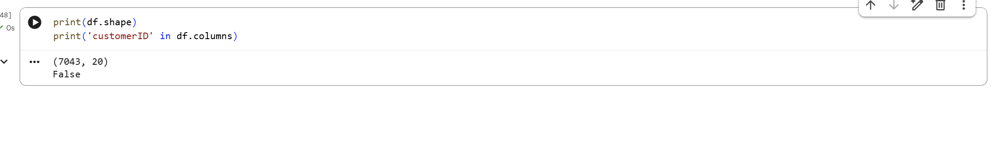 48]
0s
print(df.shape)
print('customerID' in df.columns)
(7043, 20)
False